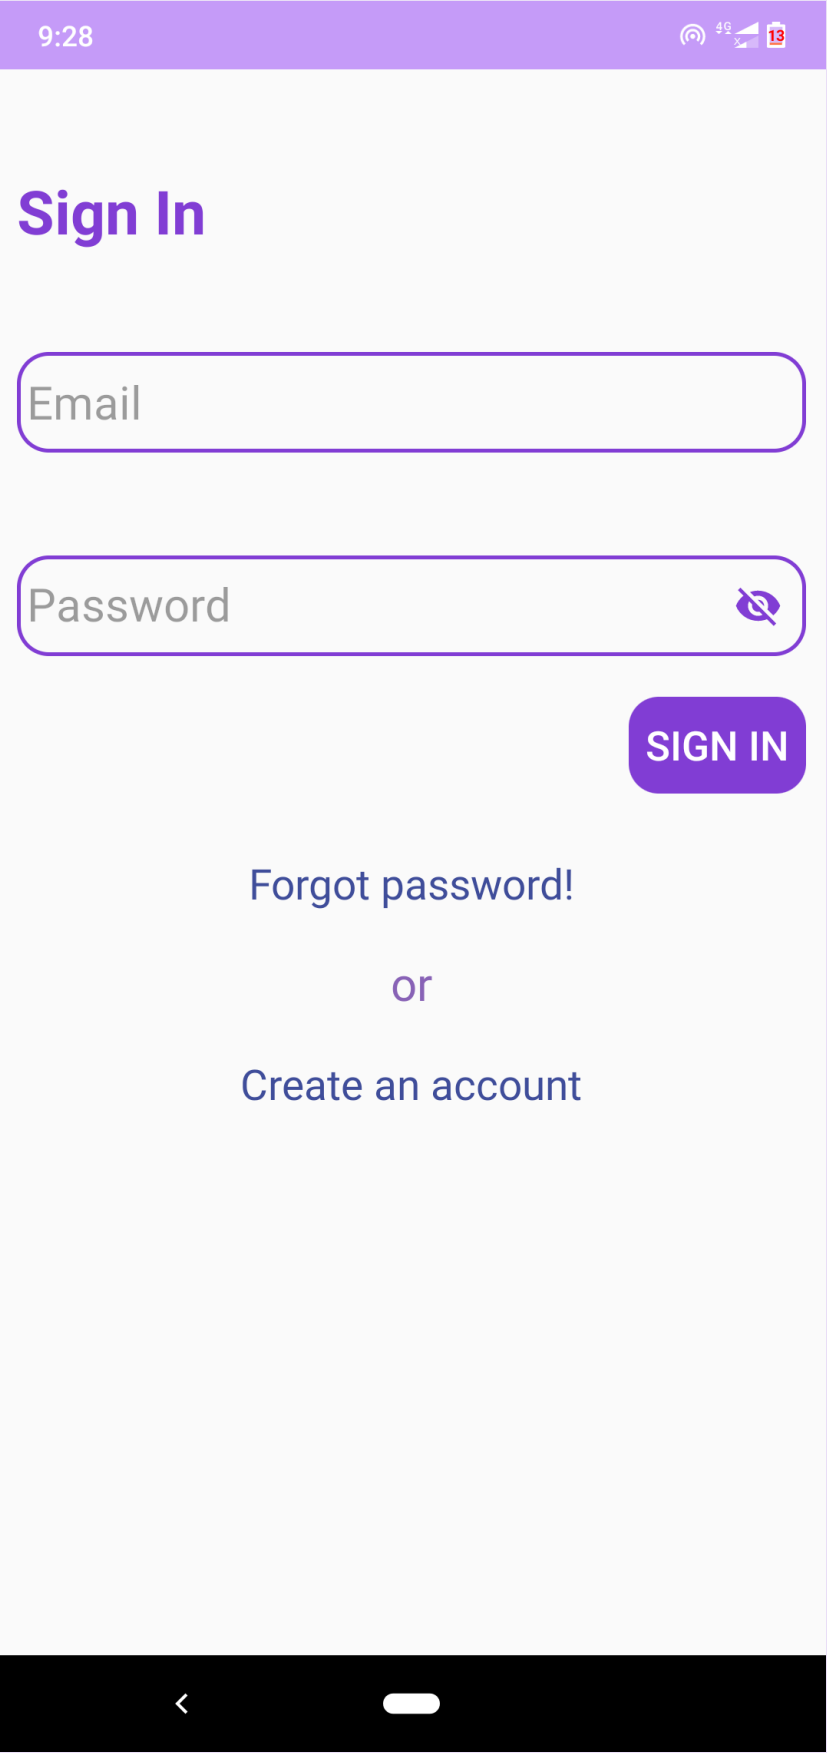 9:28
4G
13
Sign In
Email
Password
SIGN IN
Forgot password!
or
Create an account